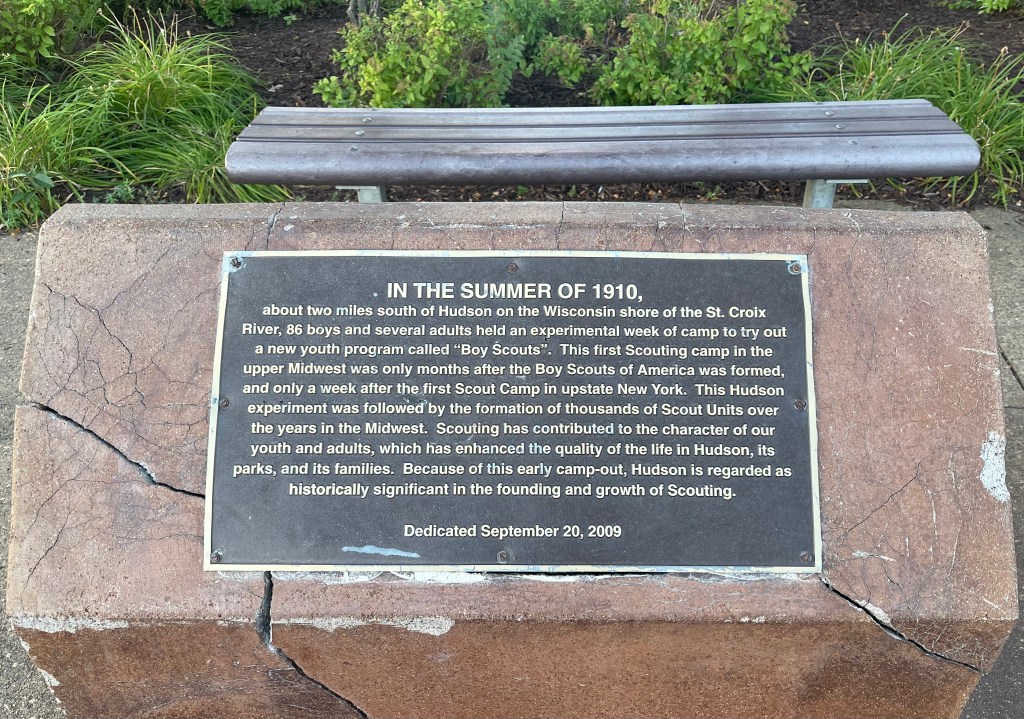 IN THE SUMMER OF 1910,
about two miles south of Hudson on the Wisconsin shore of the St. Croix
River, 86 boys and several adults held an experimental week of camp to try out
a new youth program called “Boy Scouts”.  This first Scouting camp in the
upper Midwest was only months after the Boy Scouts of America was formed,
and only a week after the first Scout Camp in upstate New York.  This Hudson
experiment was followed by the formation of thousands of Scout Units over
the years in the Midwest.  Scouting has contributed to the character of our
youth and adults, which has enhanced the quality of the life in Hudson, its
parks, and its families.  Because of this early camp-out, Hudson is regarded as
historically significant in the founding and growth of Scouting.
Dedicated September 20, 2009